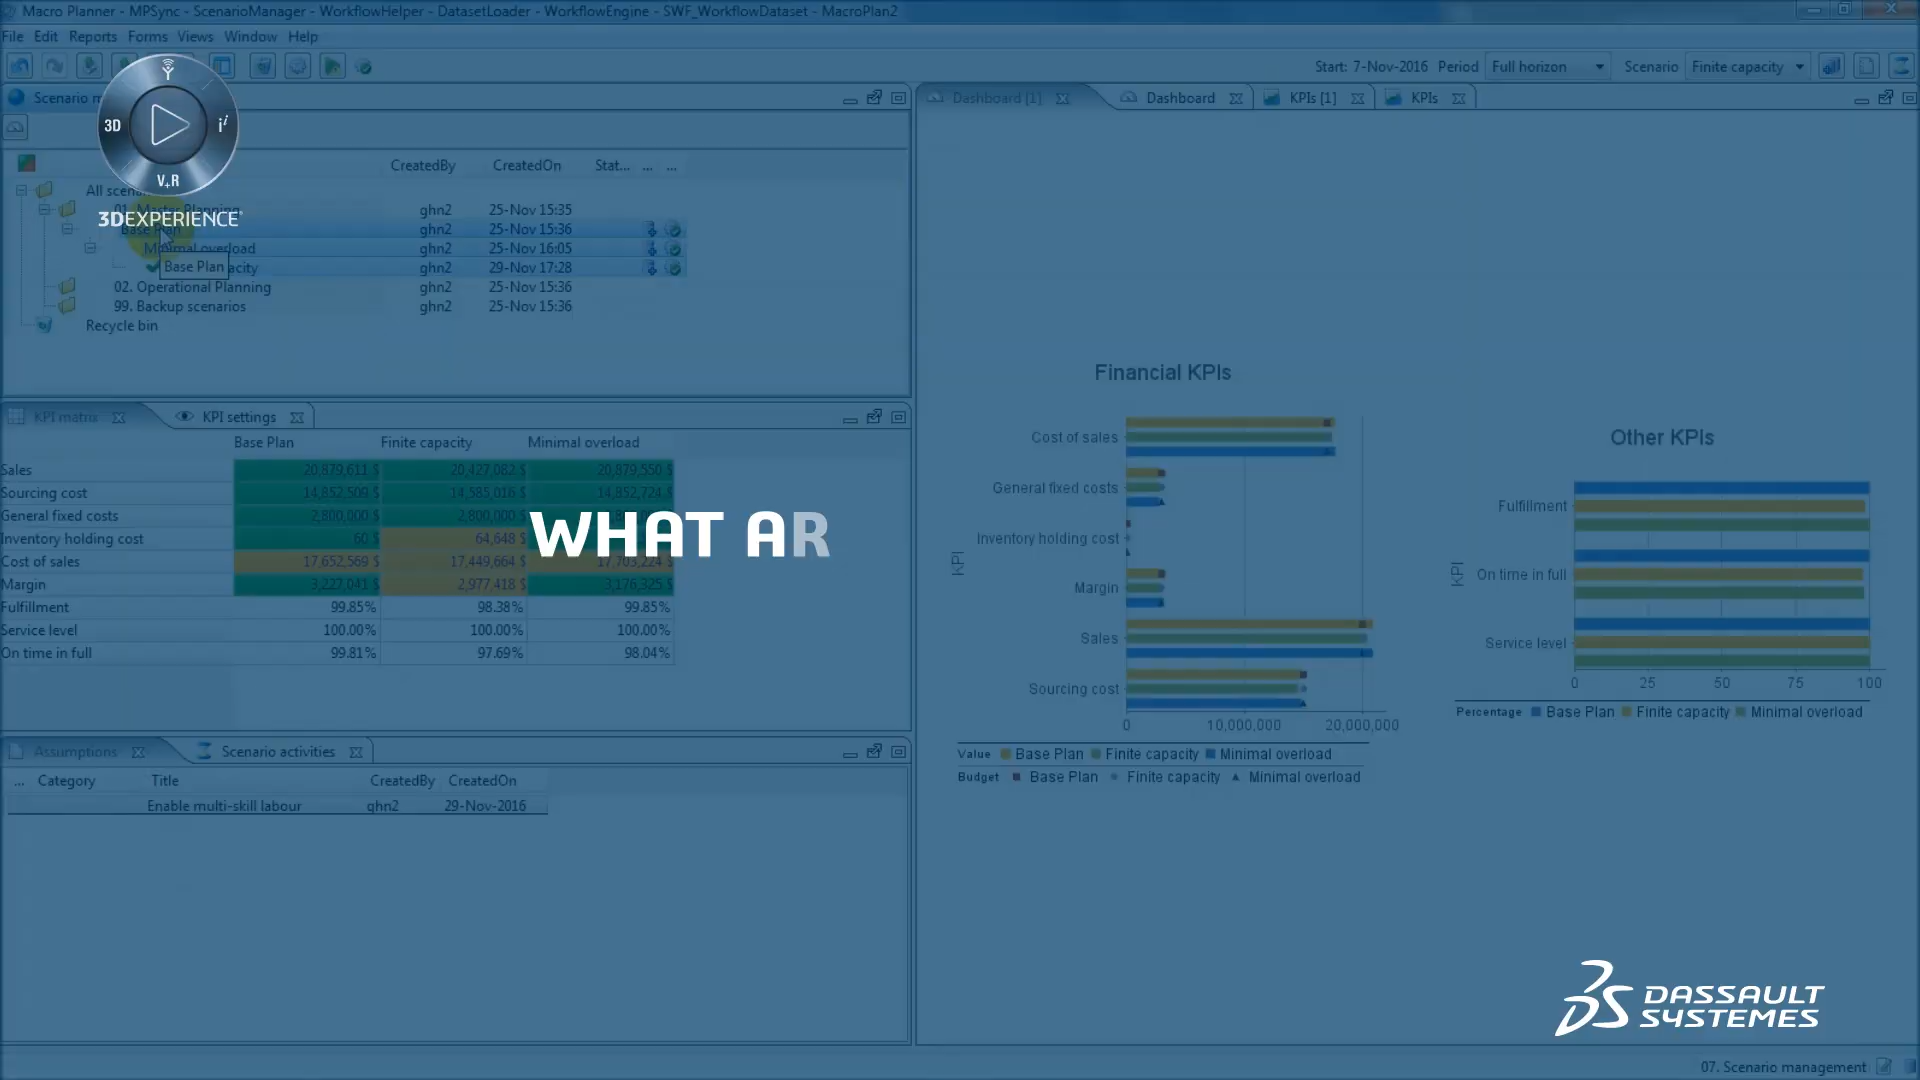 Macro Planner - MPSync - ScenarioManager - WorkflowHelper - DatasetLoader - WorkflowEngine - SWF_WorkflowDataset - MacroPlan2
File Edit Reports Forms Views Window Help
Start: 7-Nov-2016 Period Full horizon Scenario Finite capacity
Scenario m
Dashboard [1] Dashboard KPIs [1] KPIs
3D i V+R
3DEXPERIENCE
CreatedBy CreatedOn Stat... ... ...
All scena
01. Master Planning ghn2 25-Nov 15:35
Base Plan ghn2 25-Nov 15:36
Minimal overload ghn2 25-Nov 16:05
acity ghn2 29-Nov 17:28
Base Plan
02. Operational Planning ghn2 25-Nov 15:36
99. Backup scenarios ghn2 25-Nov 15:36
Recycle bin
KPI matrix KPI settings
Base Plan Finite capacity Minimal overload
Sales 20,879,611 $ 20,427,082 $ 20,879,550 $
Sourcing cost 14,852,509 $ 14,585,016 $ 14,852,724 $
General fixed costs 2,800,000 $ 2,800,000 $
Inventory holding cost 60 $ 64,648 $
Cost of sales 17,652,569 $ 17,449,664 $ 17,703,224 $
Margin 3,227,041 $ 2,977,418 $ 3,176,325 $
Fulfillment 99.85% 98.38% 99.85%
Service level 100.00% 100.00% 100.00%
On time in full 99.81% 97.69% 98.04%
WHAT AR
Assumptions Scenario activities
... Category Title CreatedBy CreatedOn
Enable multi-skill labour ghn2 29-Nov-2016
Financial KPIs
Cost of sales
General fixed costs
Inventory holding cost
KPI
Margin
Sales
Sourcing cost
0 10,000,000 20,000,000
Value Base Plan Finite capacity Minimal overload
Budget Base Plan Finite capacity Minimal overload
Other KPIs
Fulfillment
KPI
On time in full
Service level
0 25 50 75 100
Percentage Base Plan Finite capacity Minimal overload
DASSAULT
SYSTEMES
07. Scenario management